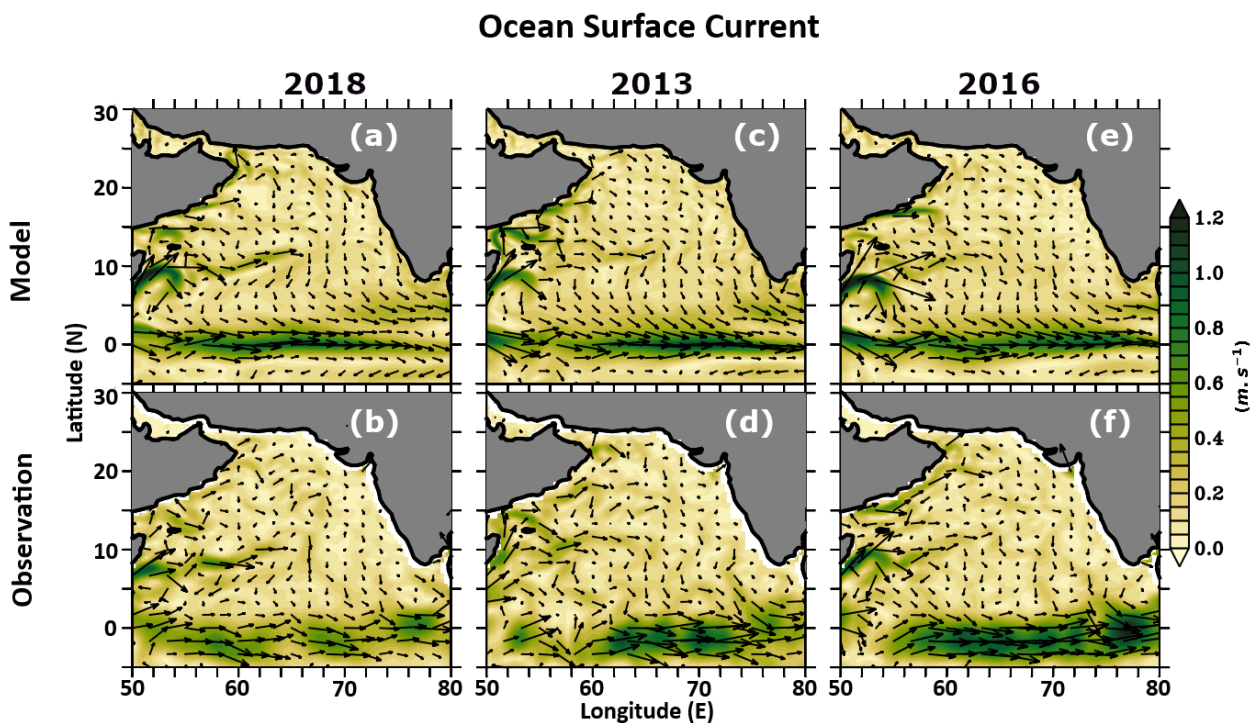 Ocean Surface Current
2018 2013 2016
Model
Observation
Latitude (N)
30
20
10
0
30
20
10
0
(a) (c) (e)
(b) (d) (f)
50 60 70 80 50 60 70 80 50 60 70 80
Longitude (E)
1.2
1.0
0.8
0.6
0.4
0.2
0.0
(m.s⁻¹)